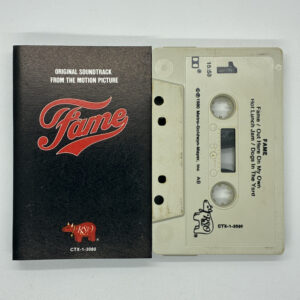 ORIGINAL SOUNDTRACK
FROM THE MOTION PICTURE
Fame
RSO
CTX-1-3080
1
FAME
Fame / Out Here On My Own
Hot Lunch Jam / Dogs In The Yard
℗©1980 Metro-Goldwyn-Mayer, Inc
RSO
CTX-1-3080